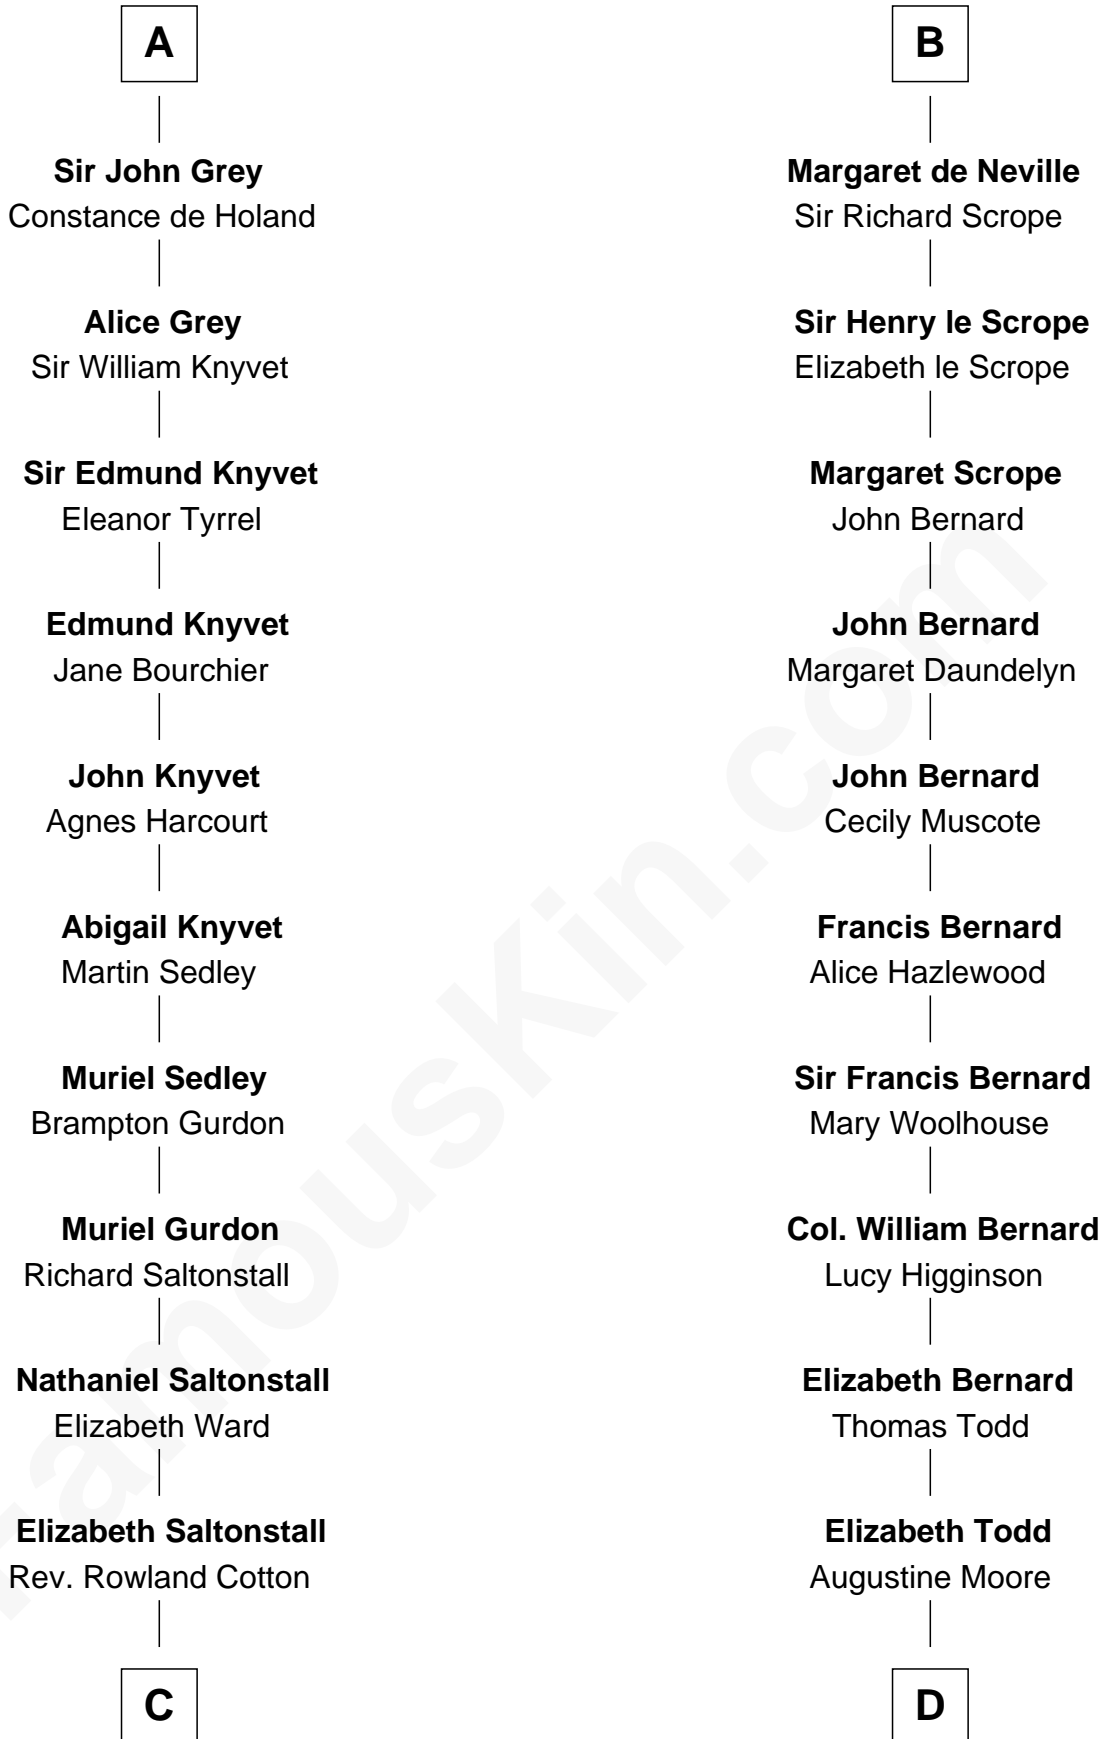 A
Sir John Grey
Constance de Holand
Alice Grey
Sir William Knyvet
Sir Edmund Knyvet
Eleanor Tyrrel
Edmund Knyvet
Jane Bourchier
John Knyvet
Agnes Harcourt
Abigail Knyvet
Martin Sedley
Muriel Sedley
Brampton Gurdon
Muriel Gurdon
Richard Saltonstall
Nathaniel Saltonstall
Elizabeth Ward
Elizabeth Saltonstall
Rev. Rowland Cotton
C
B
Margaret de Neville
Sir Richard Scrope
Sir Henry le Scrope
Elizabeth le Scrope
Margaret Scrope
John Bernard
John Bernard
Margaret Daundelyn
John Bernard
Cecily Muscote
Francis Bernard
Alice Hazlewood
Sir Francis Bernard
Mary Woolhouse
Col. William Bernard
Lucy Higginson
Elizabeth Bernard
Thomas Todd
Elizabeth Todd
Augustine Moore
D
FamousKin.com